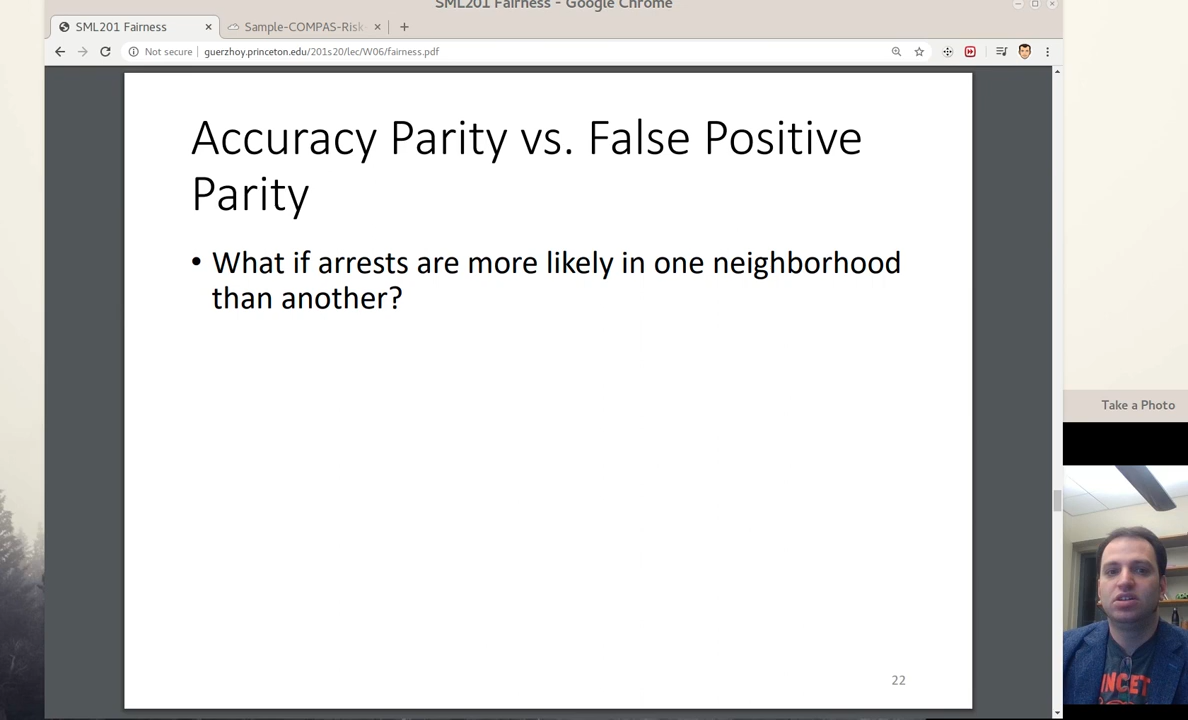 SML201 Fairness - Google Chrome
SML201 Fairness
Sample-COMPAS-Risk
Not secure
guerzhoy.princeton.edu/201s20/lec/W06/fairness.pdf
Accuracy Parity vs. False Positive
Parity
• What if arrests are more likely in one neighborhood
than another?
22
Take a Photo